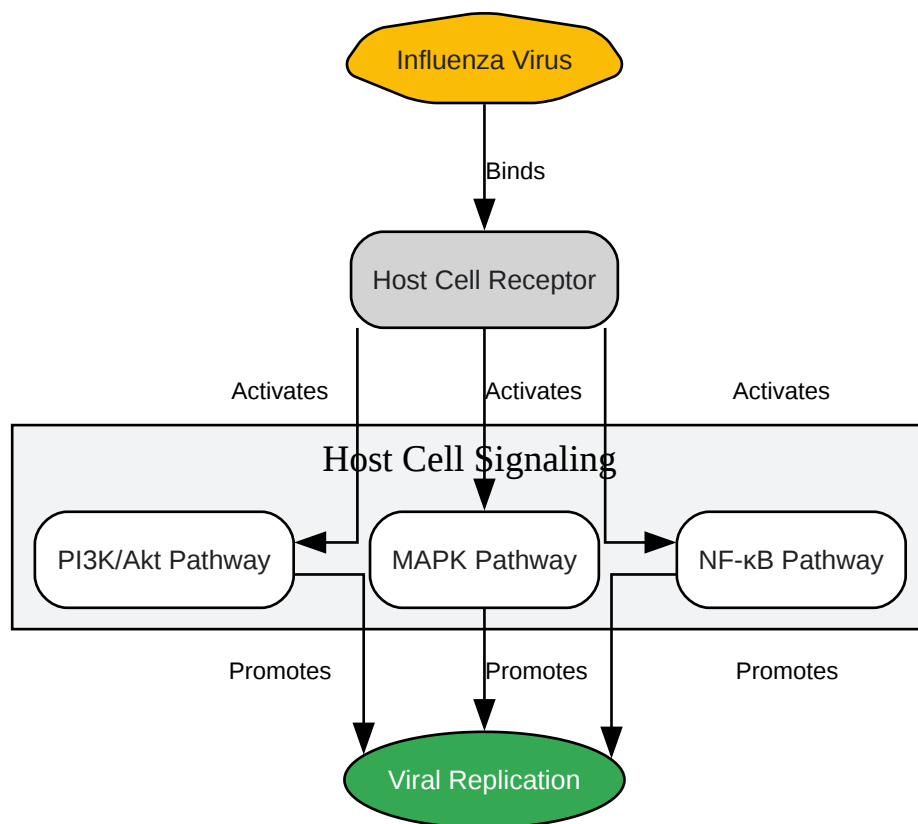 Influenza Virus
Binds
Host Cell Receptor
Activates
Activates
Activates
Host Cell Signaling
PI3K/Akt Pathway
MAPK Pathway
NF-κB Pathway
Promotes
Promotes
Promotes
Viral Replication